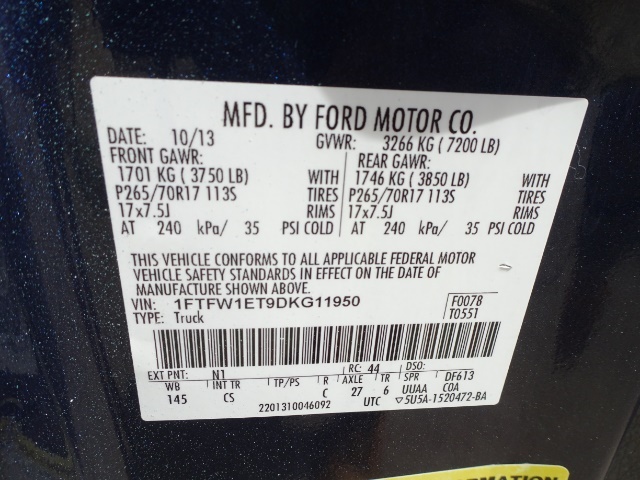 MFD. BY FORD MOTOR CO.
DATE: 10/13 GVWR: 3266 KG ( 7200 LB)
FRONT GAWR: REAR GAWR:
1701 KG ( 3750 LB) WITH 1746 KG ( 3850 LB) WITH
P265/70R17 113S TIRES P265/70R17 113S TIRES
17x7.5J RIMS 17x7.5J RIMS
AT 240 kPa/ 35 PSI COLD AT 240 kPa/ 35 PSI COLD
THIS VEHICLE CONFORMS TO ALL APPLICABLE FEDERAL MOTOR
VEHICLE SAFETY STANDARDS IN EFFECT ON THE DATE OF
MANUFACTURE SHOWN ABOVE.
VIN: 1FTFW1ET9DKG11950 F0078
TYPE: Truck T0551
EXT PNT: N1 RC: 44 DSO:
WB INT TR TP/PS R AXLE TR SPR DF613
145 CS C 27 6 UUAA COA
2201310046092 UTC ▽5U5A-1520472-BA